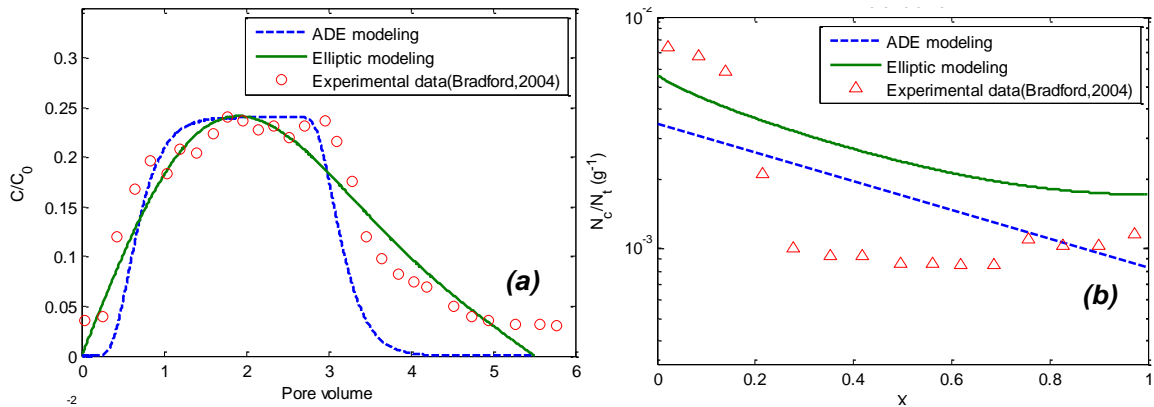 ADE modeling
Elliptic modeling
Experimental data(Bradford,2004)
0.3
0.25
0.20
0.15
0.10
0.05
0
C/C0
0 1 2 3 4 5 6
Pore volume
(a)
-2
10-2
10-3
Nc/Nt (g-1)
ADE modeling
Elliptic modeling
Experimental data(Bradford,2004)
(b)
0 0.2 0.4 0.6 0.8 1
X